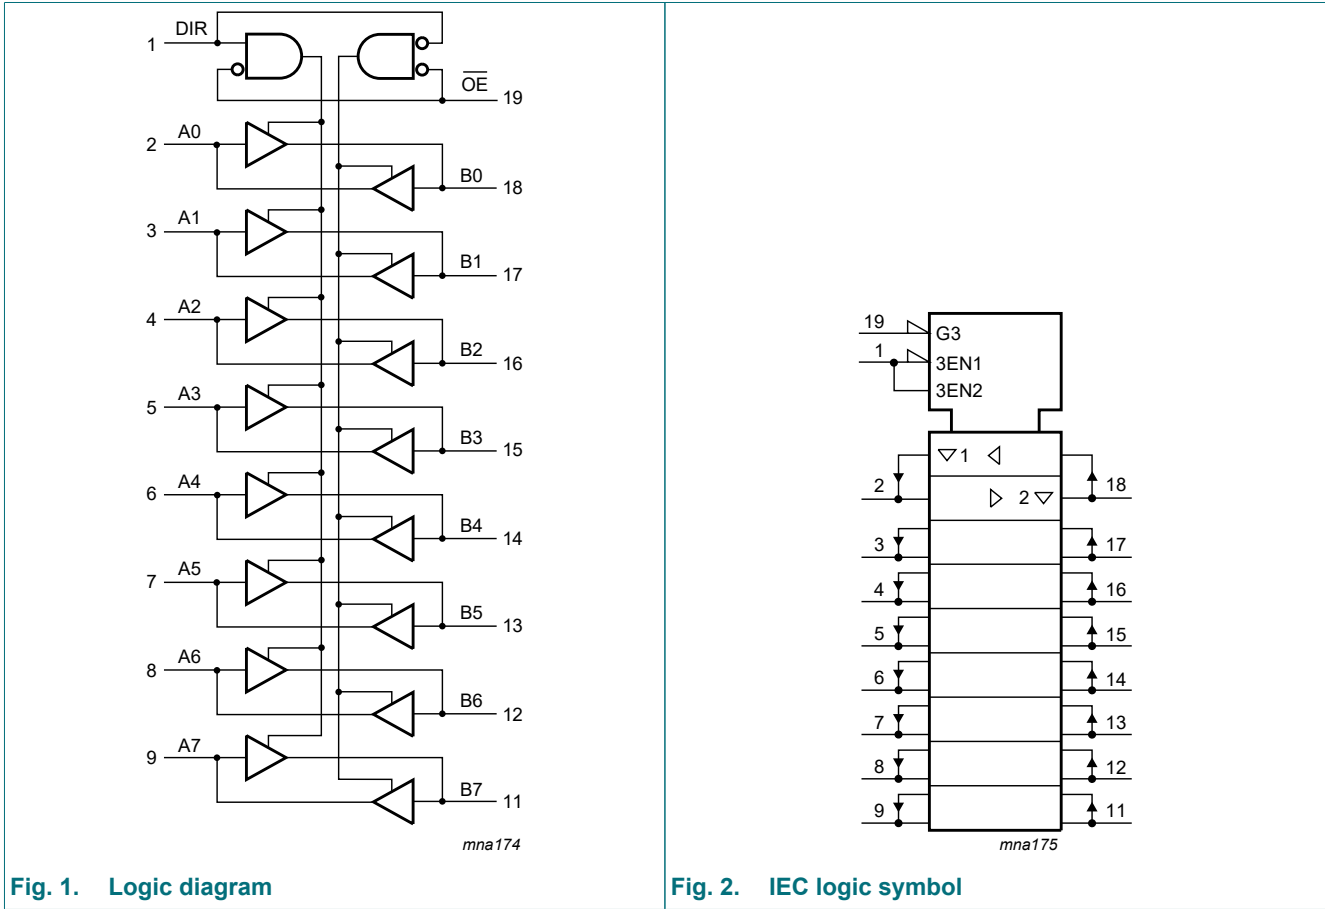 DIR
1
OE
19
A0
2
B0
18
A1
3
B1
17
A2
4
B2
16
A3
5
B3
15
A4
6
B4
14
A5
7
B5
13
A6
8
B6
12
A7
9
B7
11
mna174
Fig. 1. Logic diagram
19
G3
1
3EN1
3EN2
1
2
18
2
3
17
4
16
5
15
6
14
7
13
8
12
9
11
mna175
Fig. 2. IEC logic symbol